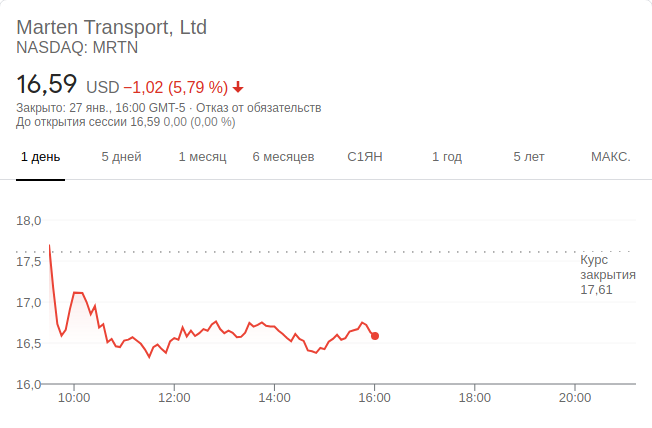 Marten Transport, Ltd
NASDAQ: MRTN
16,59 USD −1,02 (5,79 %)
Закрыто: 27 янв., 16:00 GMT-5 · Отказ от обязательств
До открытия сессии 16,59 0,00 (0,00 %)
1 день 5 дней 1 месяц 6 месяцев С1ЯН 1 год 5 лет МАКС.
18,0
17,5
17,0
16,5
16,0
Курс
закрытия
17,61
10:00 12:00 14:00 16:00 18:00 20:00